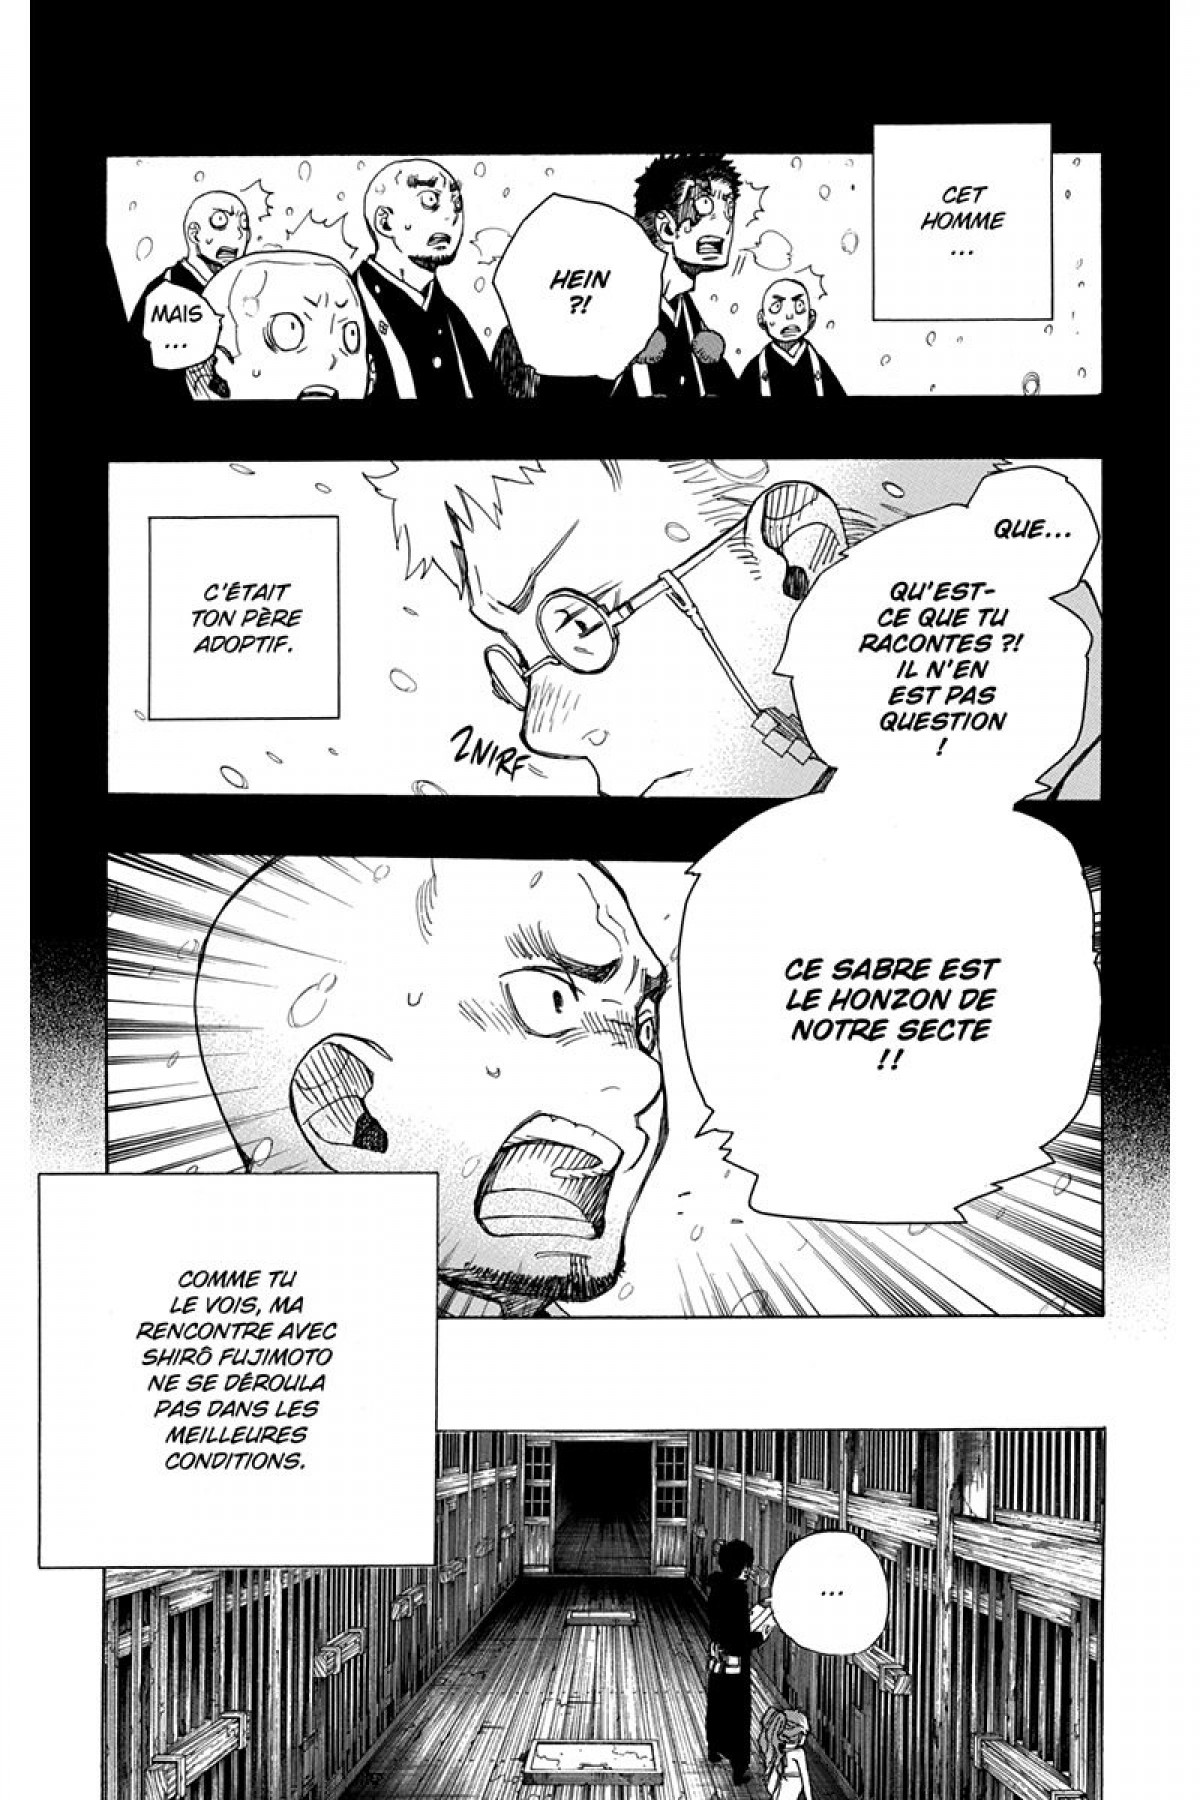 CET
HOMME
...
HEIN
?!
MAIS
...
QUE...
QU'EST-
CE QUE TU
RACONTES ?!
IL N'EN
EST PAS
QUESTION
!
C'ÉTAIT
TON PÈRE
ADOPTIF.
SNIRF
CE SABRE EST
LE HONZON DE
NOTRE SECTE
!!
COMME TU
LE VOIS, MA
RENCONTRE AVEC
SHIRÔ FUJIMOTO
NE SE DÉROULA
PAS DANS LES
MEILLEURES
CONDITIONS.
...